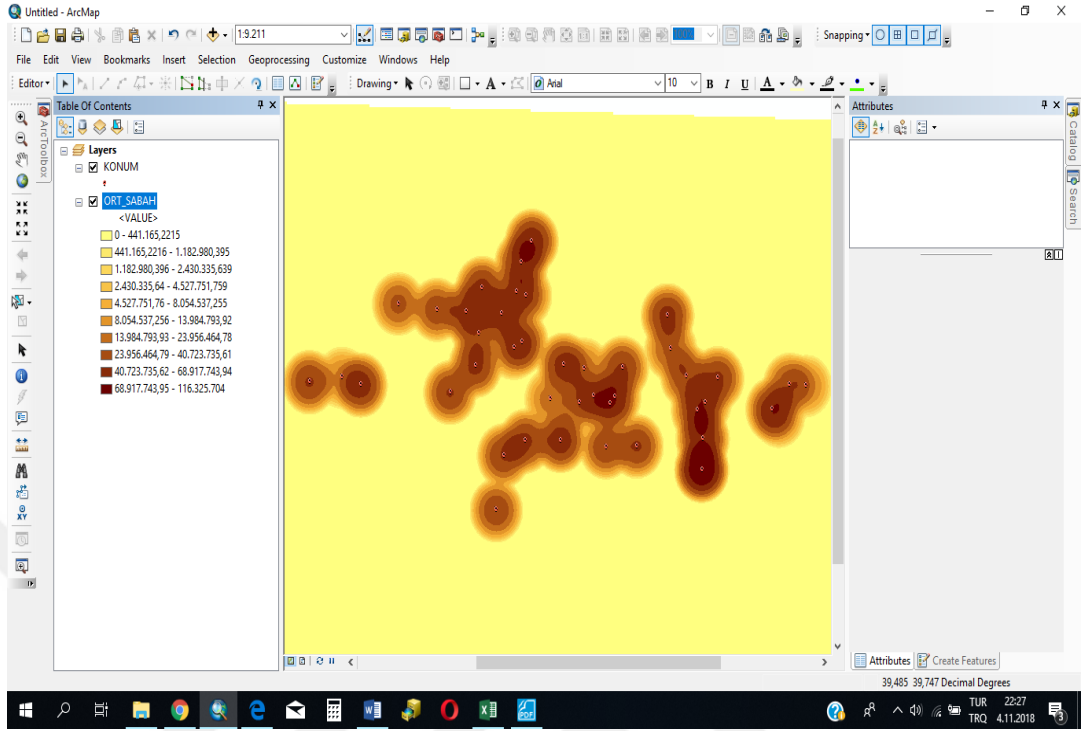 Untitled - ArcMap
1:9.211
Snapping
File Edit View Bookmarks Insert Selection Geoprocessing Customize Windows Help
Editor
Drawing
A
Arial
10
B I U A
Table Of Contents
Attributes
ArcToolbox
Catalog
Search
Layers
KONUM
ORT_SABAH
<VALUE>
0 - 441.165,2215
441.165,2216 - 1.182.980,395
1.182.980,396 - 2.430.335,639
2.430.335,64 - 4.527.751,759
4.527.751,76 - 8.054.537,255
8.054.537,256 - 13.984.793,92
13.984.793,93 - 23.956.464,78
23.956.464,79 - 40.723.735,61
40.723.735,62 - 68.917.743,94
68.917.743,95 - 116.325.704
XY
Attributes
Create Features
39,485 39,747 Decimal Degrees
PDF
TUR 22:27
TRQ 4.11.2018
3